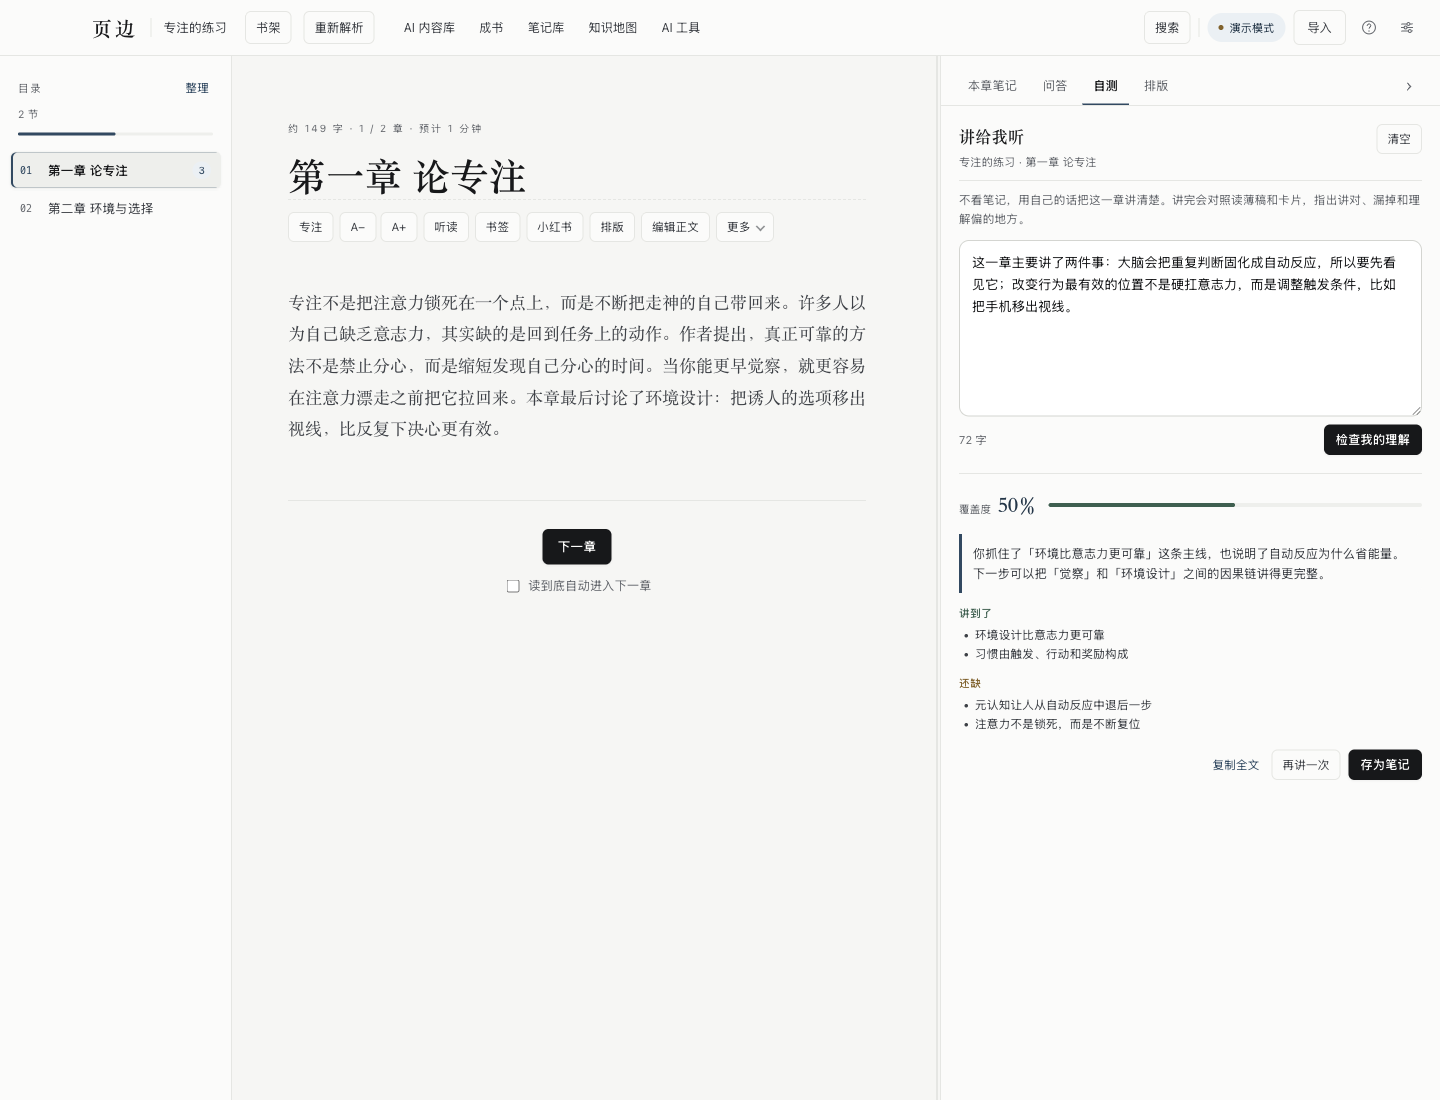 页边
专注的练习
书架
重新解析
AI 内容库
成书
笔记库
知识地图
AI 工具
搜索
演示模式
导入
目录
整理
2 节
01 第一章 论专注 3
02 第二章 环境与选择
约 149 字 · 1 / 2 章 · 预计 1 分钟
第一章 论专注
专注
A−
A+
听读
书签
小红书
排版
编辑正文
更多
专注不是把注意力锁死在一个点上，而是不断把走神的自己带回来。许多人以
为自己缺乏意志力，其实缺的是回到任务上的动作。作者提出，真正可靠的方
法不是禁止分心，而是缩短发现自己分心的时间。当你能更早觉察，就更容易
在注意力漂走之前把它拉回来。本章最后讨论了环境设计：把诱人的选项移出
视线，比反复下决心更有效。
下一章
读到底自动进入下一章
本章笔记
问答
自测
排版
讲给我听
清空
专注的练习 · 第一章 论专注
不看笔记，用自己的话把这一章讲清楚。讲完会对照读薄稿和卡片，指出讲对、漏掉和理
解偏的地方。
这一章主要讲了两件事：大脑会把重复判断固化成自动反应，所以要先看
见它；改变行为最有效的位置不是硬扛意志力，而是调整触发条件，比如
把手机移出视线。
72 字
检查我的理解
覆盖度 50%
你抓住了「环境比意志力更可靠」这条主线，也说明了自动反应为什么省能量。
下一步可以把「觉察」和「环境设计」之间的因果链讲得更完整。
讲到了
• 环境设计比意志力更可靠
• 习惯由触发、行动和奖励构成
还缺
• 元认知让人从自动反应中退后一步
• 注意力不是锁死，而是不断复位
复制全文
再讲一次
存为笔记